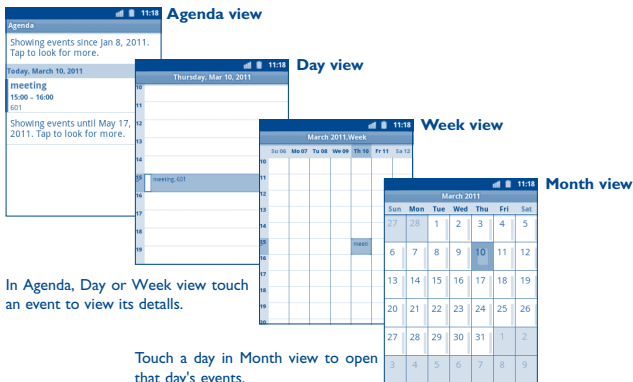 11:18 Agenda view
Agenda
Showing events since Jan 8, 2011.
Tap to look for more.
Today, March 10, 2011
meeting
15:00 – 16:00
601
Showing events until May 17,
2011. Tap to look for more.
11:18 Day view
Thursday, Mar 10, 2011
10
11
12
13
14
15 meeting, 601
16
17
18
19
11:18 Week view
March 2011,Week
Su 06 Mo 07 Tu 08 We 09 Th 10 Fr 11 Sa 12
10
11
12
13
14
15 meeti
16
17
18
19
20
11:18 Month view
March 2011
Sun Mon Tue Wed Thu Fri Sat
27 28 1 2 3 4 5
6 7 8 9 10 11 12
13 14 15 16 17 18 19
20 21 22 23 24 25 26
27 28 29 30 31 1 2
3 4 5 6 7 8 9
In Agenda, Day or Week view touch
an event to view its detalls.
Touch a day in Month view to open
that day's events.